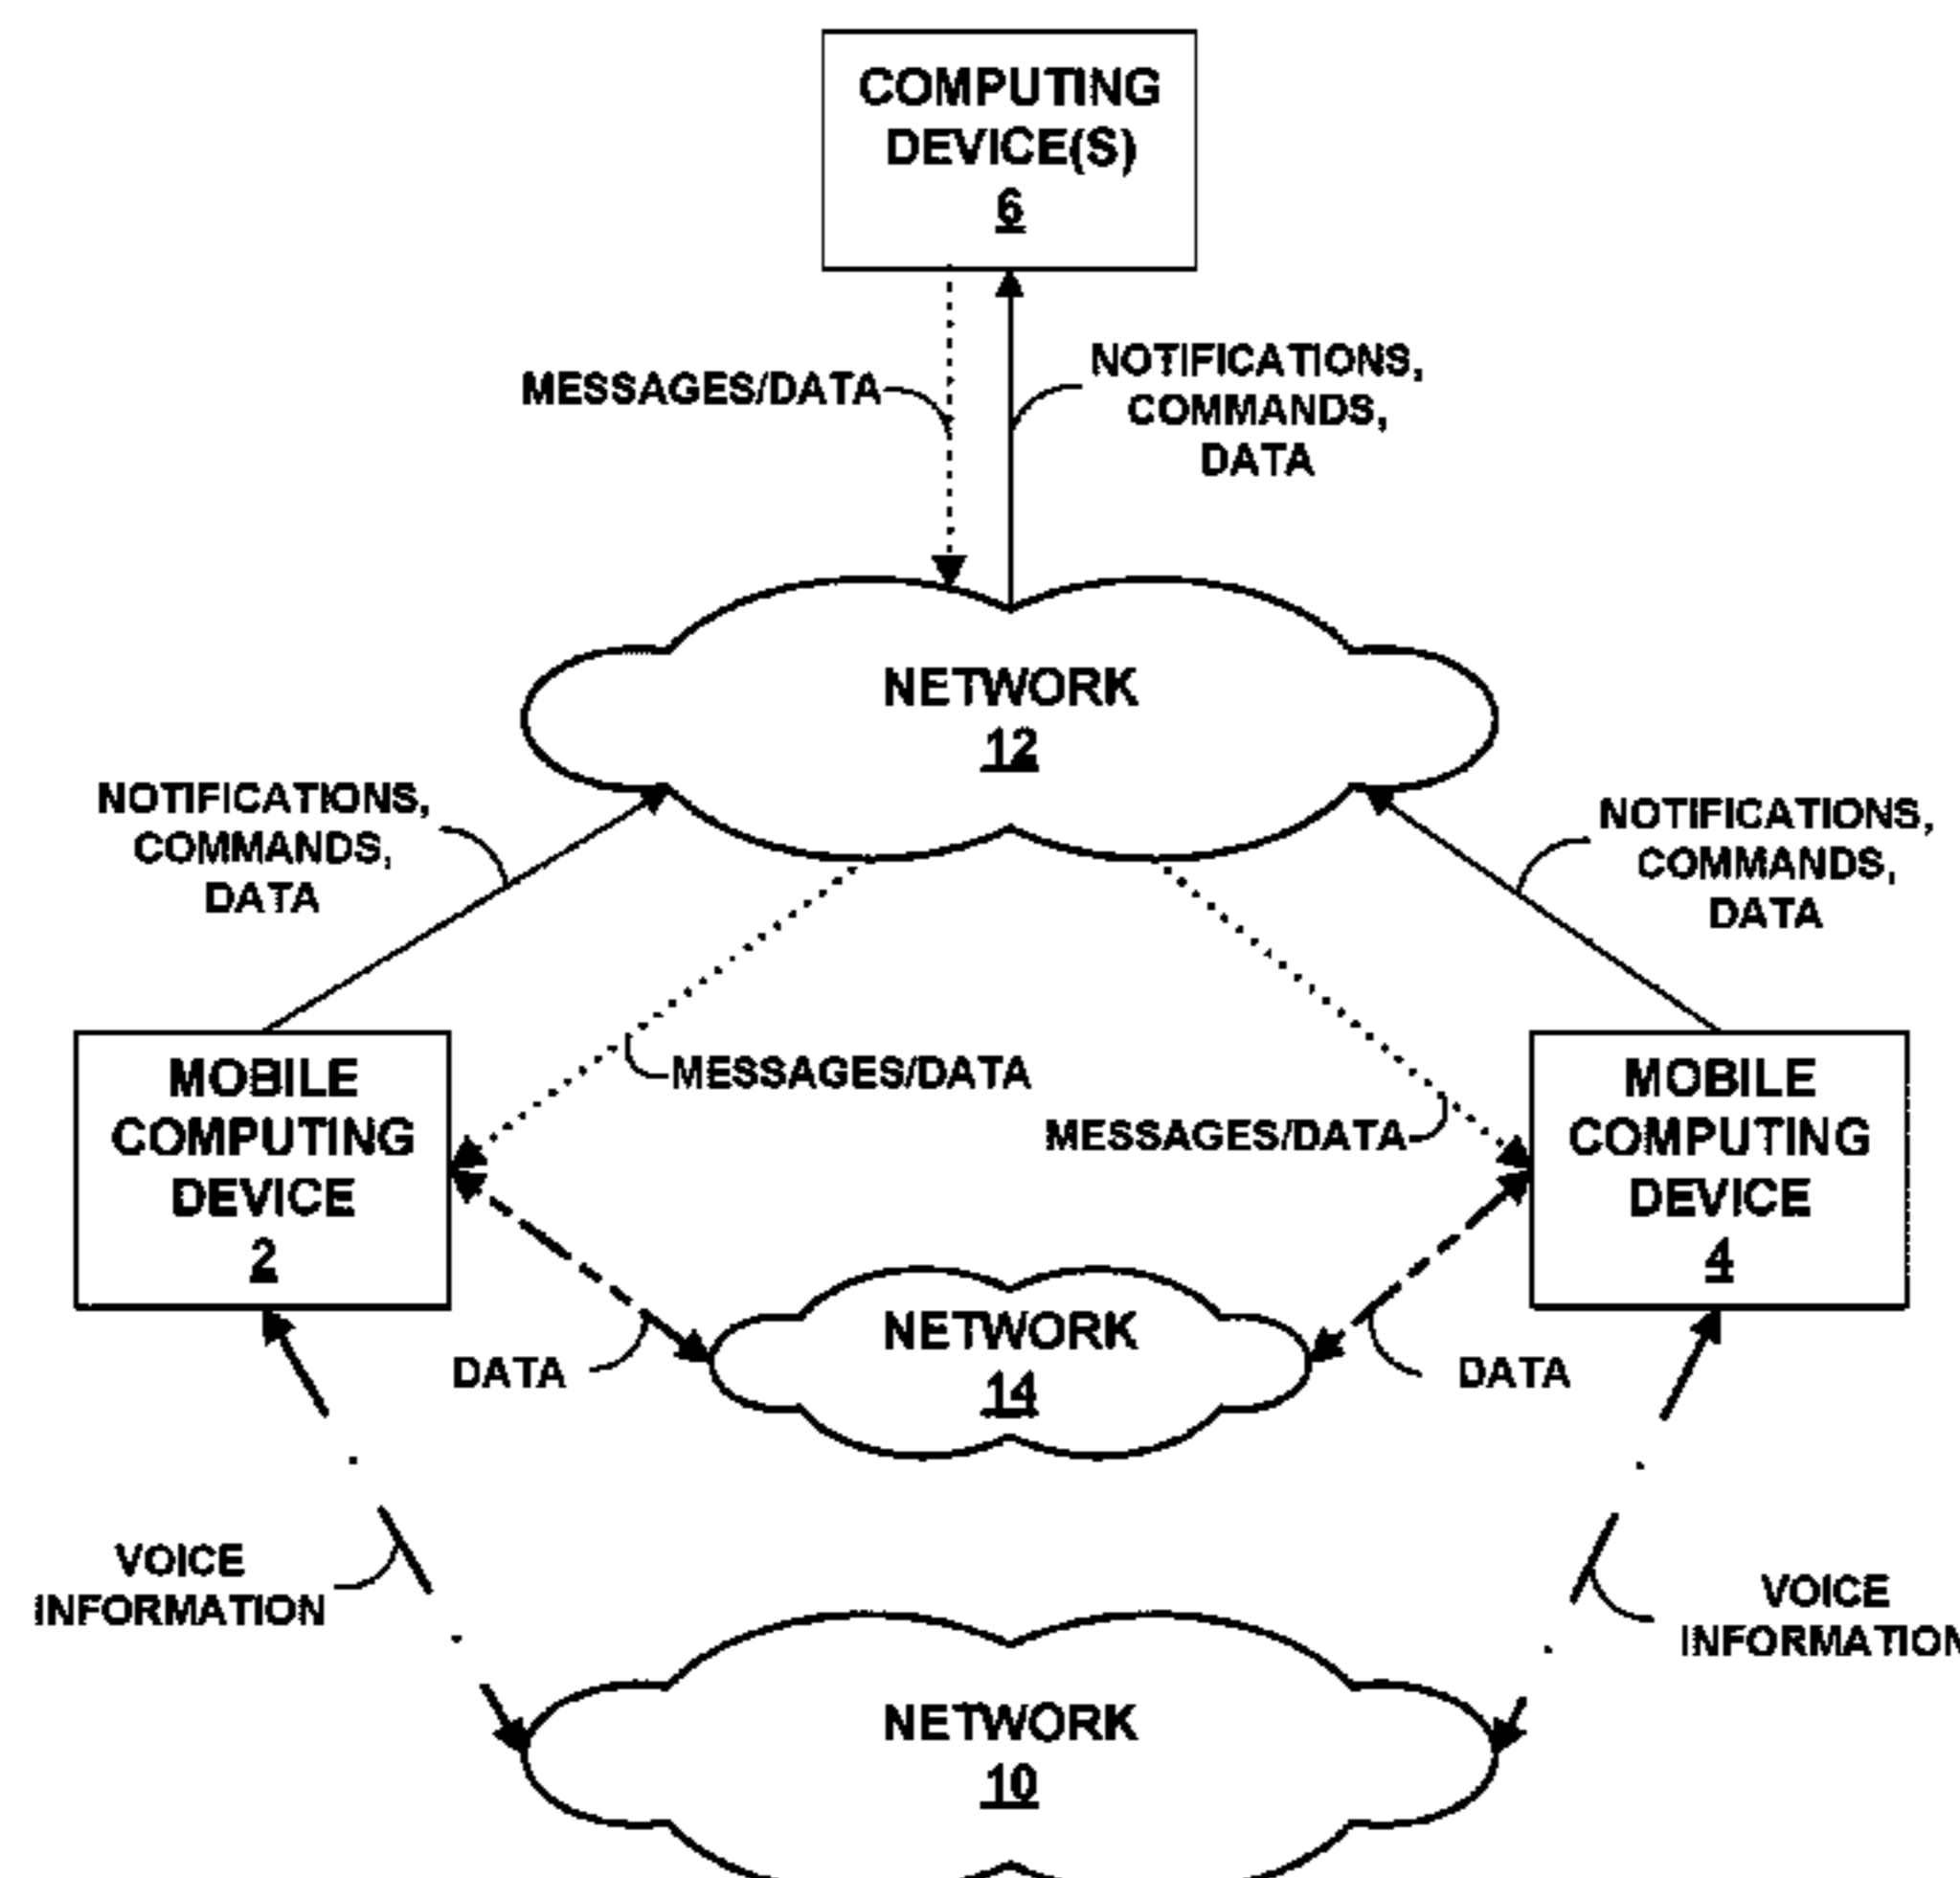 COMPUTING
DEVICE(S)
6
MESSAGES/DATA
NOTIFICATIONS,
COMMANDS,
DATA
NETWORK
12
NOTIFICATIONS,
COMMANDS,
DATA
NOTIFICATIONS,
COMMANDS,
DATA
MESSAGES/DATA
MESSAGES/DATA
MOBILE
COMPUTING
DEVICE
2
MOBILE
COMPUTING
DEVICE
4
DATA
NETWORK
14
DATA
VOICE
INFORMATION
VOICE
INFORMATION
NETWORK
10